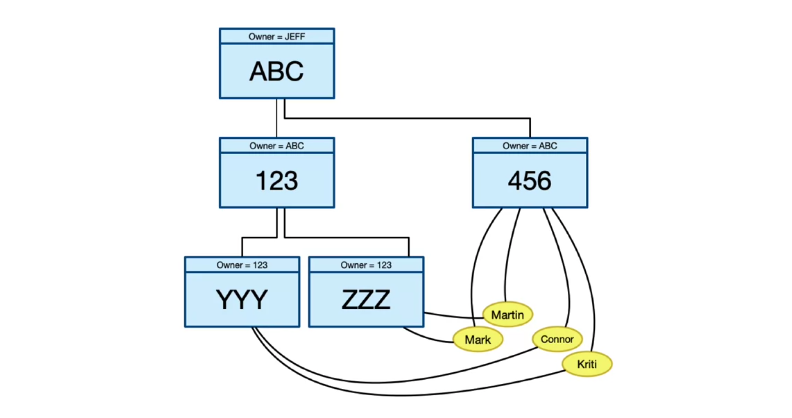 Owner = JEFF
ABC
Owner = ABC
123
Owner = ABC
456
Owner = 123
YYY
Owner = 123
ZZZ
Martin
Mark
Connor
Kriti